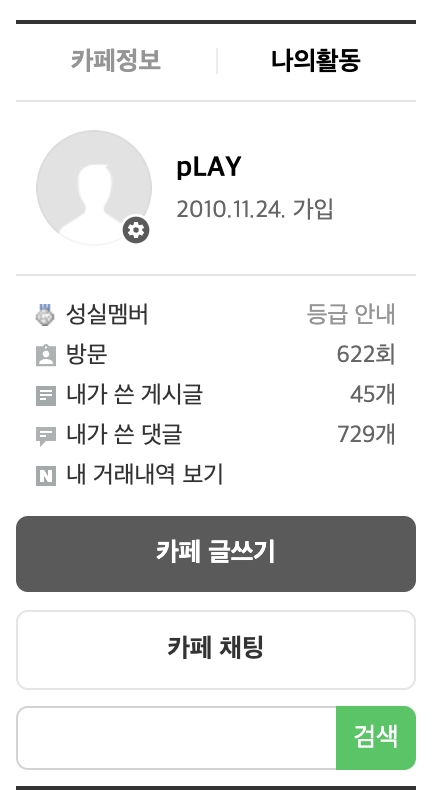 카페정보 나의활동
pLAY
2010.11.24. 가입
성실멤버 등급 안내
방문 622회
내가 쓴 게시글 45개
내가 쓴 댓글 729개
N 내 거래내역 보기
카페 글쓰기
카페 채팅
검색